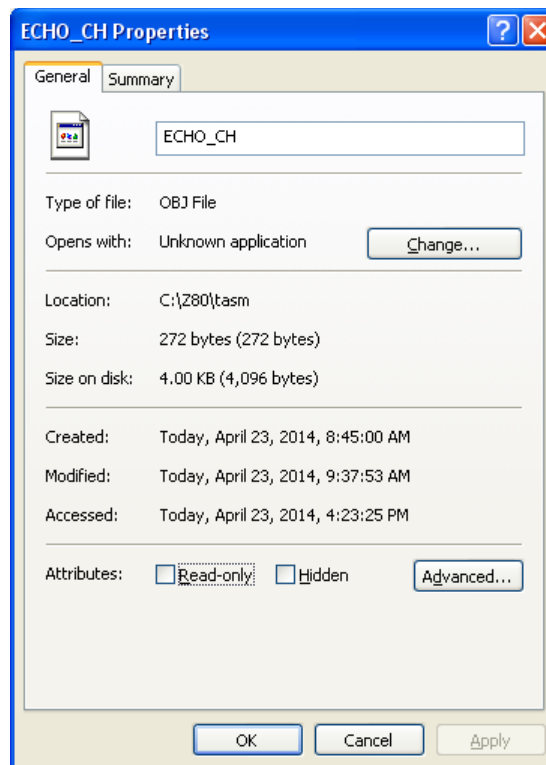 ECHO_CH Properties
General Summary
ECHO_CH
Type of file: OBJ File
Opens with: Unknown application Change...
Location: C:\Z80\tasm
Size: 272 bytes (272 bytes)
Size on disk: 4.00 KB (4,096 bytes)
Created: Today, April 23, 2014, 8:45:00 AM
Modified: Today, April 23, 2014, 9:37:53 AM
Accessed: Today, April 23, 2014, 4:23:25 PM
Attributes: Read-only Hidden Advanced...
OK Cancel Apply